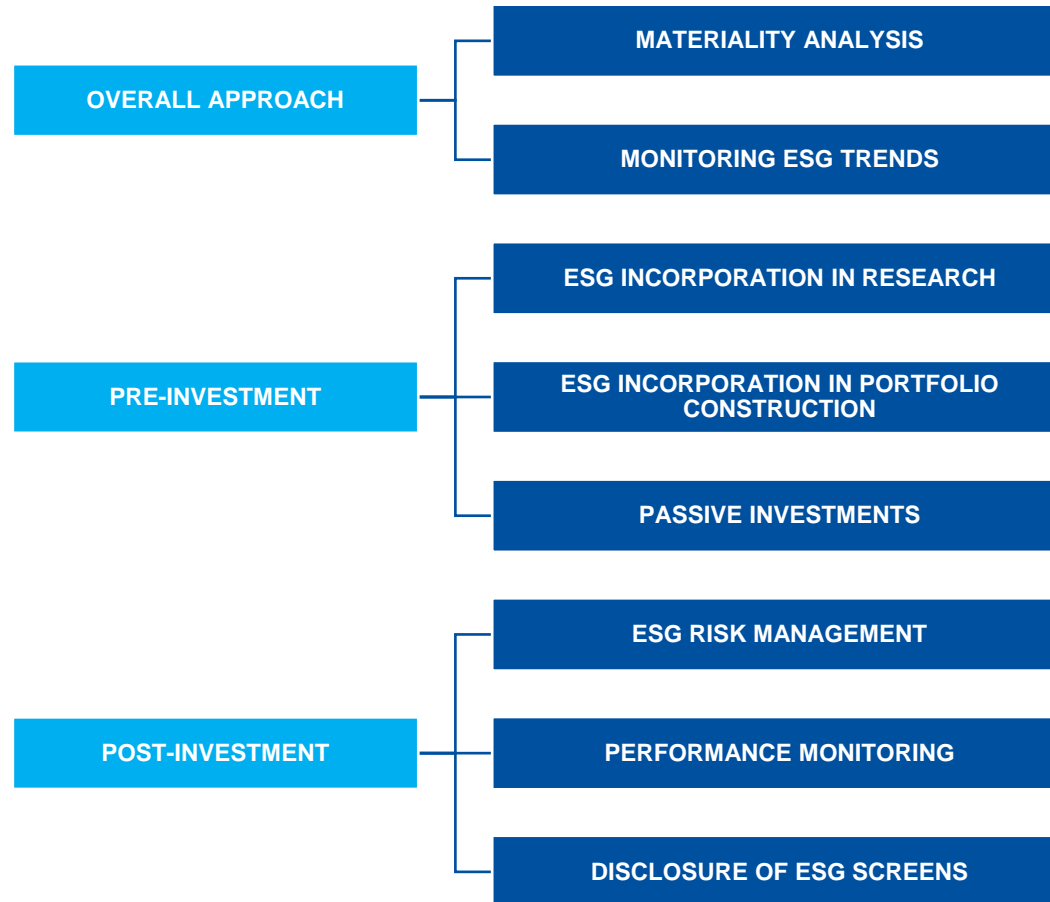 OVERALL APPROACH
MATERIALITY ANALYSIS
MONITORING ESG TRENDS
PRE-INVESTMENT
ESG INCORPORATION IN RESEARCH
ESG INCORPORATION IN PORTFOLIO
CONSTRUCTION
PASSIVE INVESTMENTS
POST-INVESTMENT
ESG RISK MANAGEMENT
PERFORMANCE MONITORING
DISCLOSURE OF ESG SCREENS